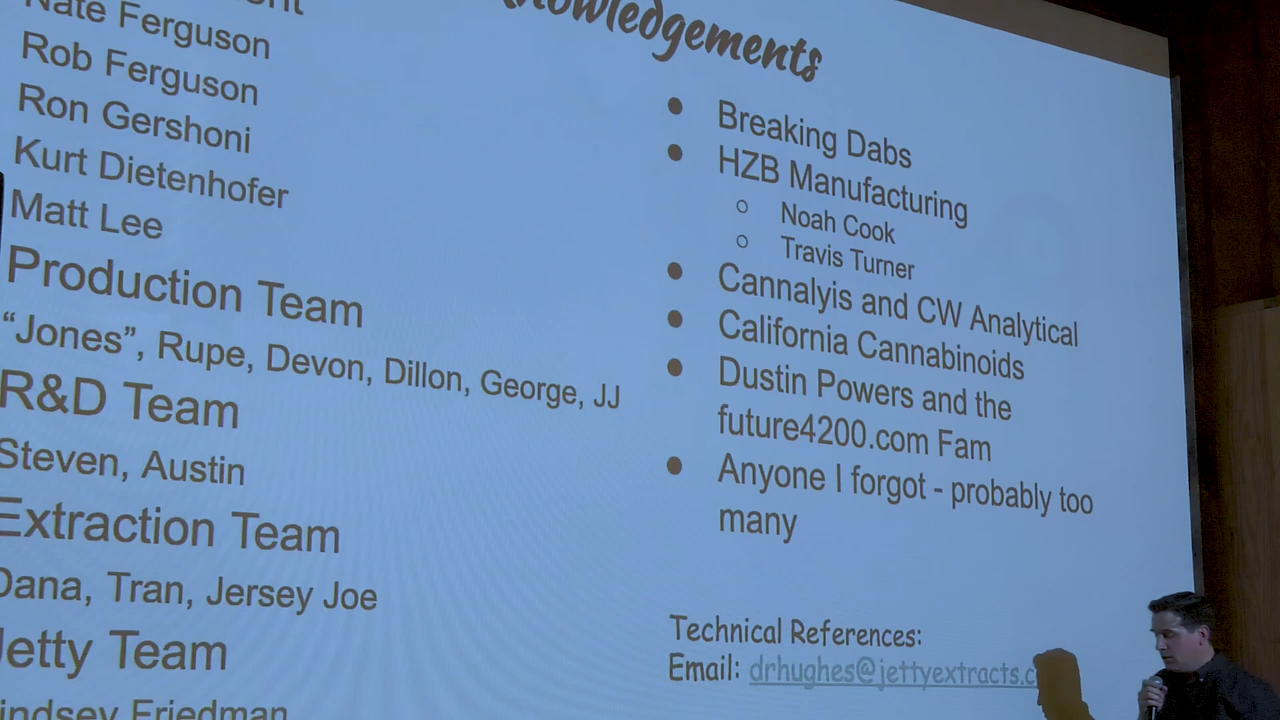 Nate Ferguson
Rob Ferguson
Ron Gershoni
Kurt Dietenhofer
Matt Lee
Production Team
“Jones”, Rupe, Devon, Dillon, George, JJ
R&D Team
Steven, Austin
Extraction Team
Dana, Tran, Jersey Joe
Jetty Team
Lindsey Friedman
knowledgements
Breaking Dabs
HZB Manufacturing
Noah Cook
Travis Turner
Cannalyis and CW Analytical
California Cannabinoids
Dustin Powers and the
future4200.com Fam
Anyone I forgot - probably too
many
Technical References:
Email: drhughes@jettyextracts.c